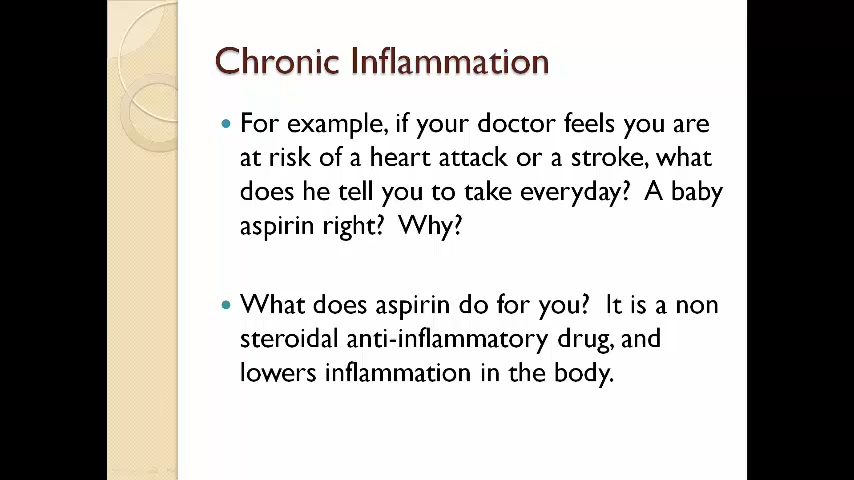 Chronic Inflammation
• For example, if your doctor feels you are
at risk of a heart attack or a stroke, what
does he tell you to take everyday?  A baby
aspirin right?  Why?
• What does aspirin do for you?  It is a non
steroidal anti-inflammatory drug, and
lowers inflammation in the body.